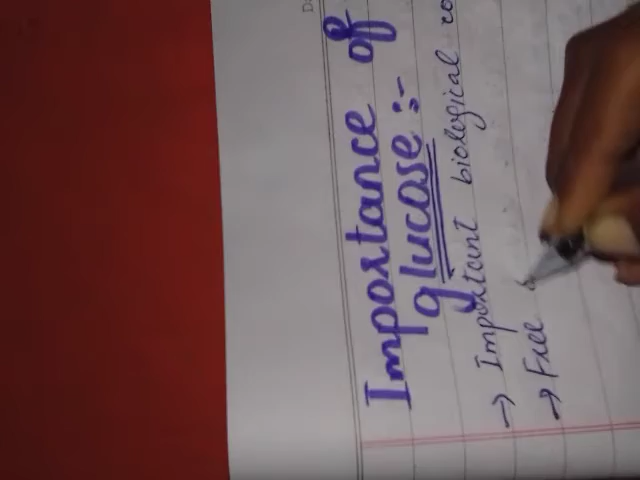 Importance of
glucose :-
→ Important biological
→ Free